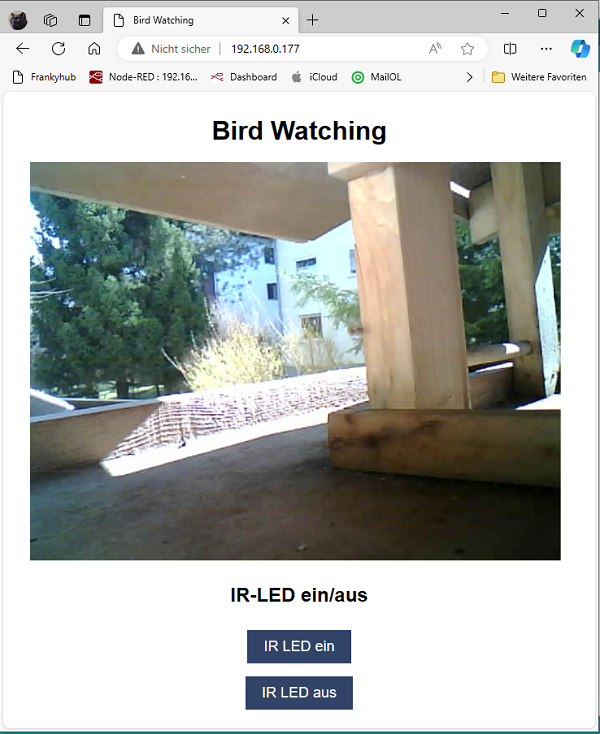 Bird Watching
Nicht sicher | 192.168.0.177
Frankyhub Node-RED : 192.16... Dashboard iCloud MailOL Weitere Favoriten
Bird Watching
IR-LED ein/aus
IR LED ein
IR LED aus